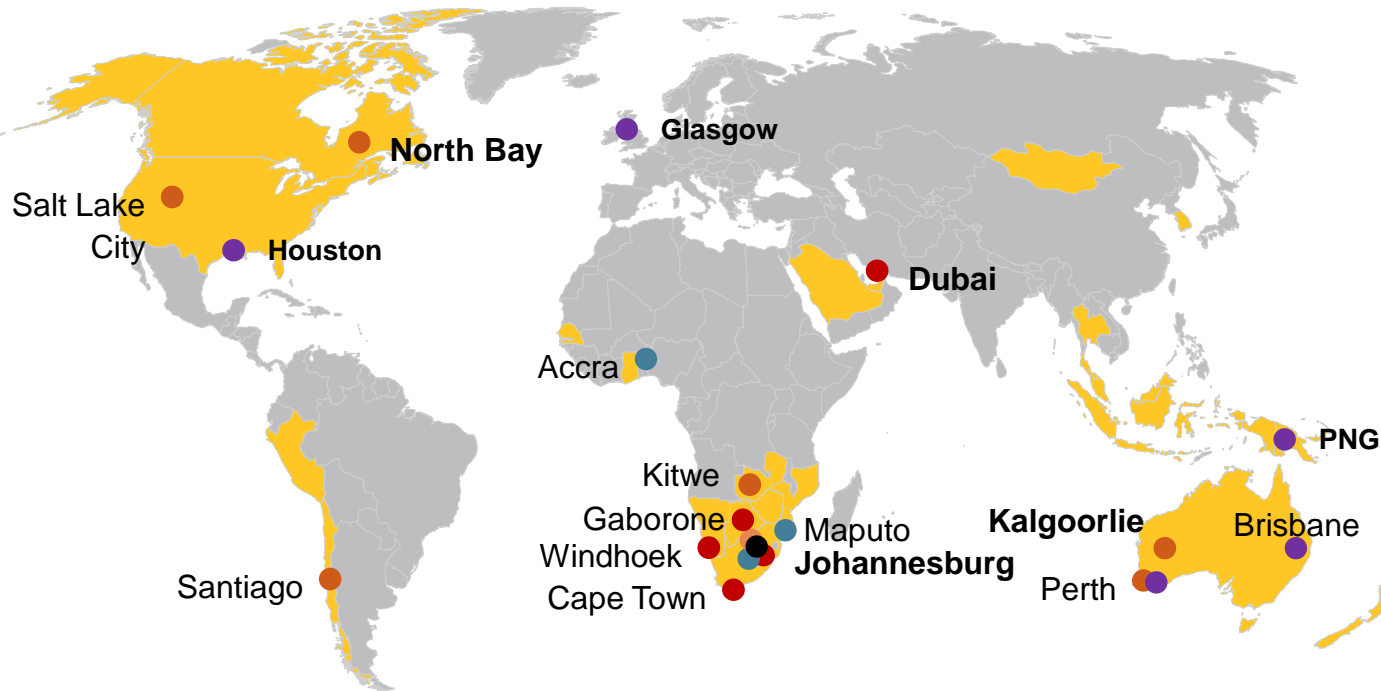 Glasgow
North Bay
Salt Lake
City
Houston
Dubai
Accra
PNG
Kitwe
Gaborone
Maputo
Kalgoorlie
Brisbane
Windhoek
Johannesburg
Santiago
Cape Town
Perth